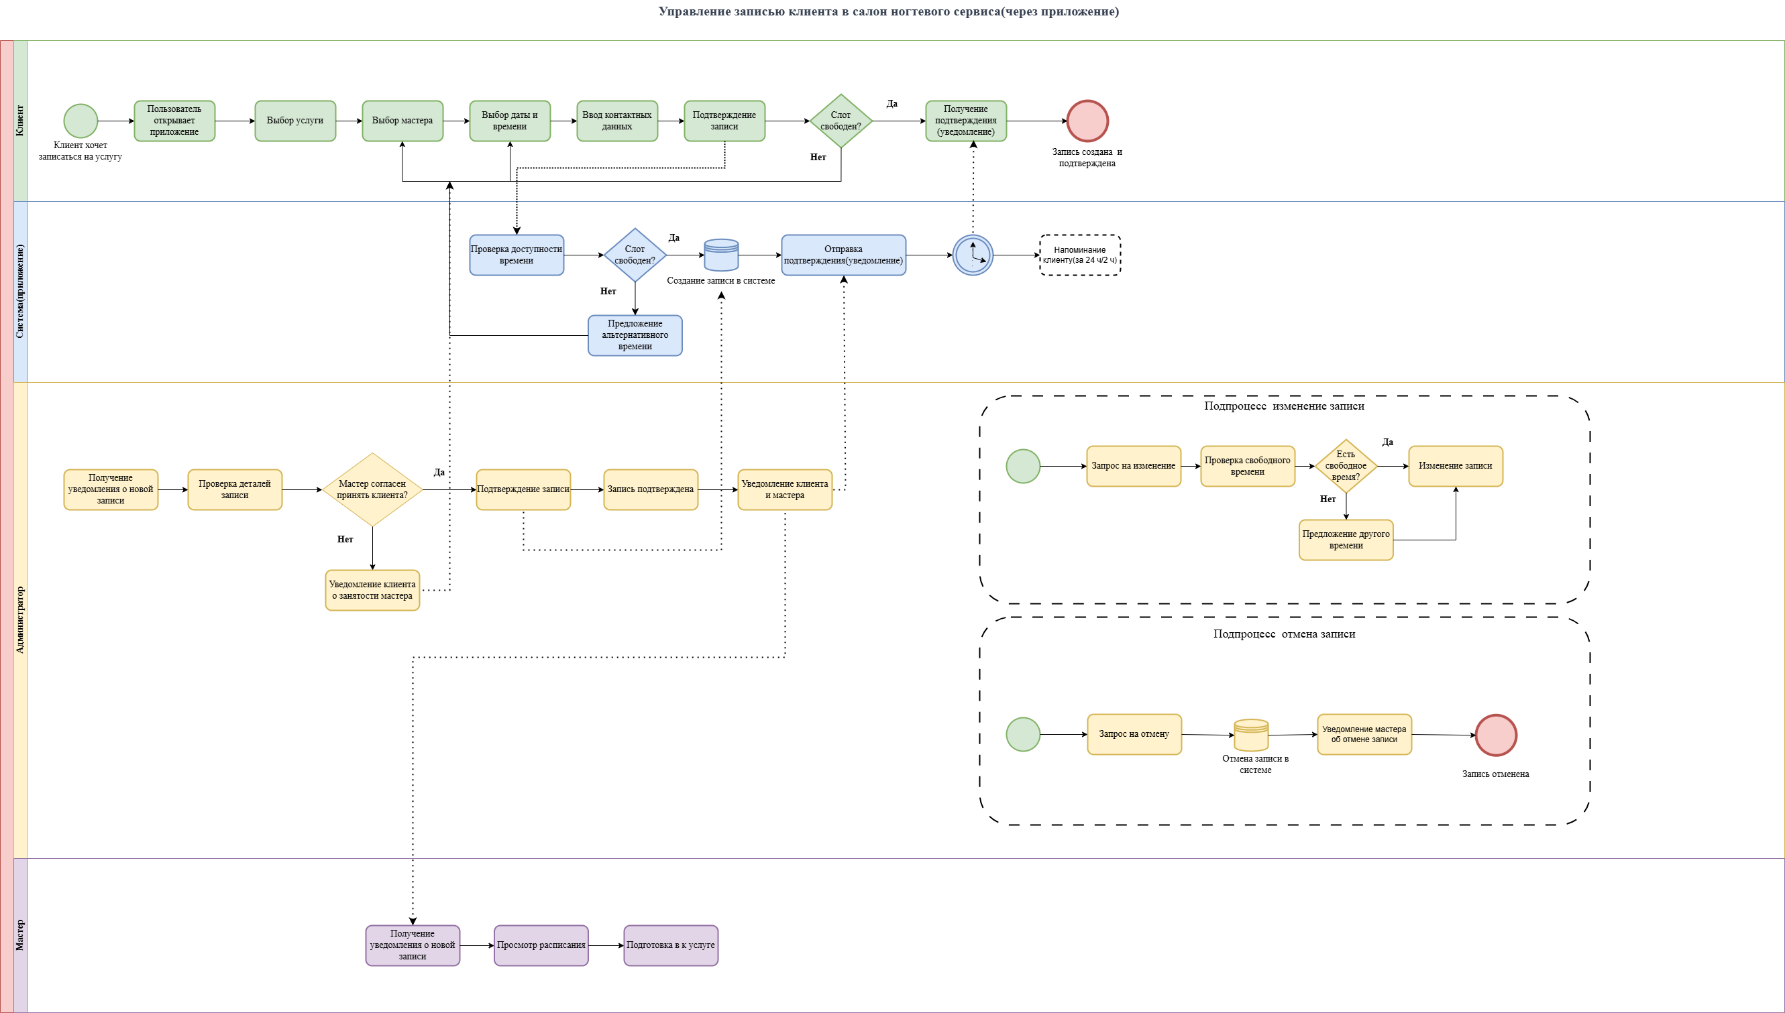 Управление записью клиента в салон ногтевого сервиса(через приложение)
Клиент
Клиент хочет
записаться на услугу
Пользователь
открывает
приложение
Выбор услуги
Выбор мастера
Выбор даты и
времени
Ввод контактных
данных
Подтверждение
записи
Слот
свободен?
Да
Нет
Получение
подтверждения
(уведомление)
Запись создана и
подтверждена
Система(приложение)
Проверка доступности
времени
Слот
свободен?
Да
Нет
Создание записи в системе
Отправка
подтверждения(уведомление)
Напоминание
клиенту(за 24 ч/2 ч)
Предложение
альтернативного
времени
Администратор
Получение
уведомления о новой
записи
Проверка деталей
записи
Мастер согласен
принять клиента?
Да
Нет
Подтверждение записи
Запись подтверждена
Уведомление клиента
и мастера
Уведомление клиента
о занятости мастера
Подпроцесс изменение записи
Запрос на изменение
Проверка свободного
времени
Есть
свободное
время?
Да
Нет
Изменение записи
Предложение другого
времени
Подпроцесс отмена записи
Запрос на отмену
Отмена записи в
системе
Уведомление мастера
об отмене записи
Запись отменена
Мастер
Получение
уведомления о новой
записи
Просмотр расписания
Подготовка в к услуге